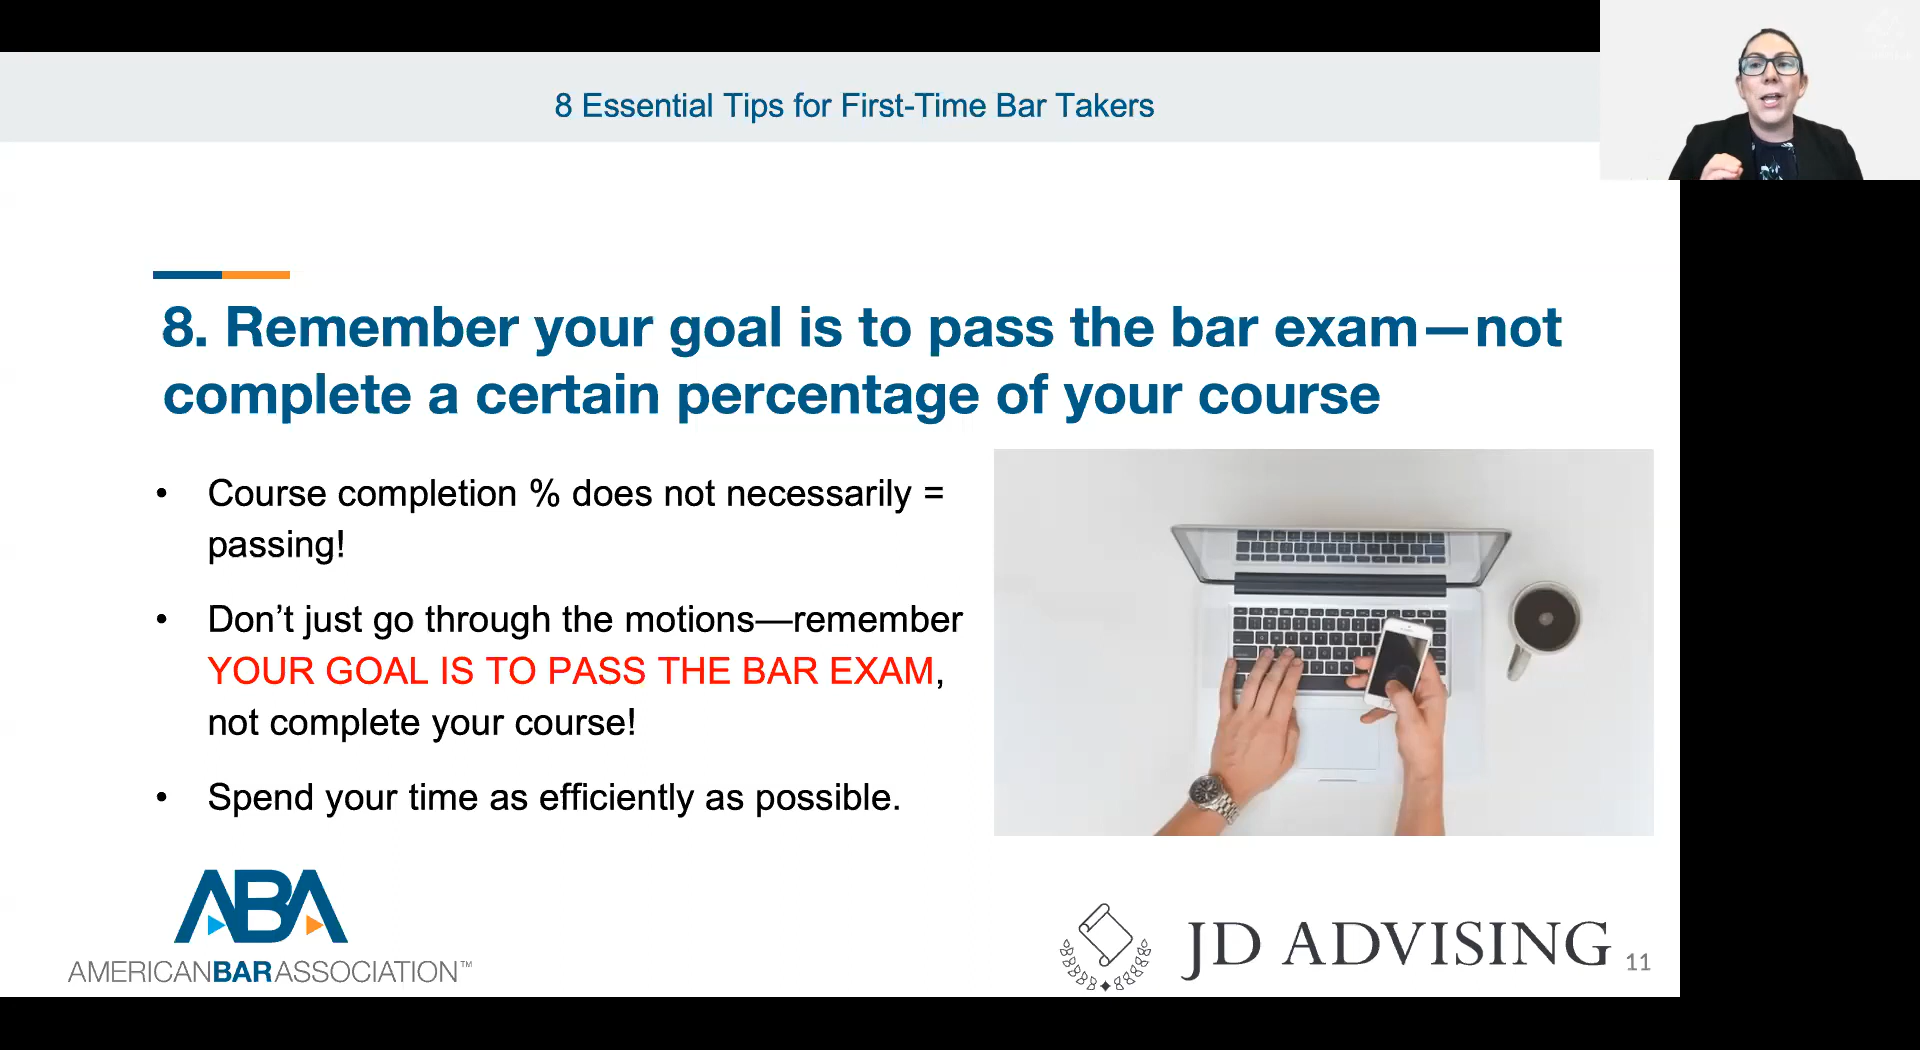 8 Essential Tips for First-Time Bar Takers
8. Remember your goal is to pass the bar exam—not
complete a certain percentage of your course
• Course completion % does not necessarily =
passing!
• Don’t just go through the motions—remember
YOUR GOAL IS TO PASS THE BAR EXAM,
not complete your course!
• Spend your time as efficiently as possible.
ABA
AMERICANBARASSOCIATION™
JD ADVISING
11